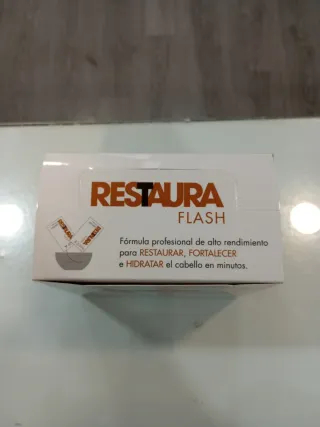 RESTAURA
FLASH
Fórmula profesional de alto rendimiento
para RESTAURAR, FORTALECER
e HIDRATAR el cabello en minutos.